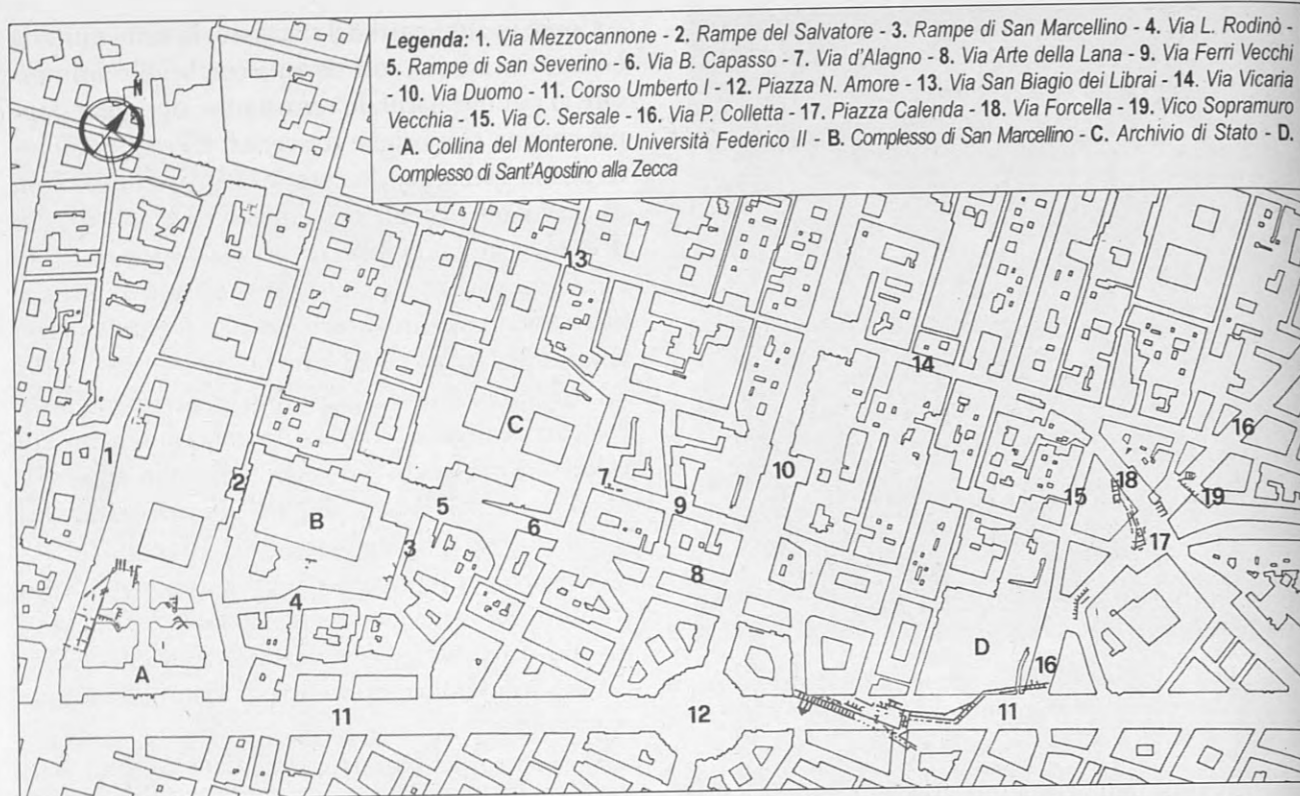 Legenda: 1. Via Mezzocannone - 2. Rampe del Salvatore - 3. Rampe di San Marcellino - 4. Via L. Rodinò -
5. Rampe di San Severino - 6. Via B. Capasso - 7. Via d'Alagno - 8. Via Arte della Lana - 9. Via Ferri Vecchi
- 10. Via Duomo - 11. Corso Umberto I - 12. Piazza N. Amore - 13. Via San Biagio dei Librai - 14. Via Vicaria
Vecchia - 15. Via C. Sersale - 16. Via P. Colletta - 17. Piazza Calenda - 18. Via Forcella - 19. Vico Sopramuro
- A. Collina del Monterone. Università Federico II - B. Complesso di San Marcellino - C. Archivio di Stato - D.
Complesso di Sant'Agostino alla Zecca
N
13
14
C
16
1
2
7
10
18
19
5
9
15
B
6
3
17
8
4
A
D
16
11
12
11